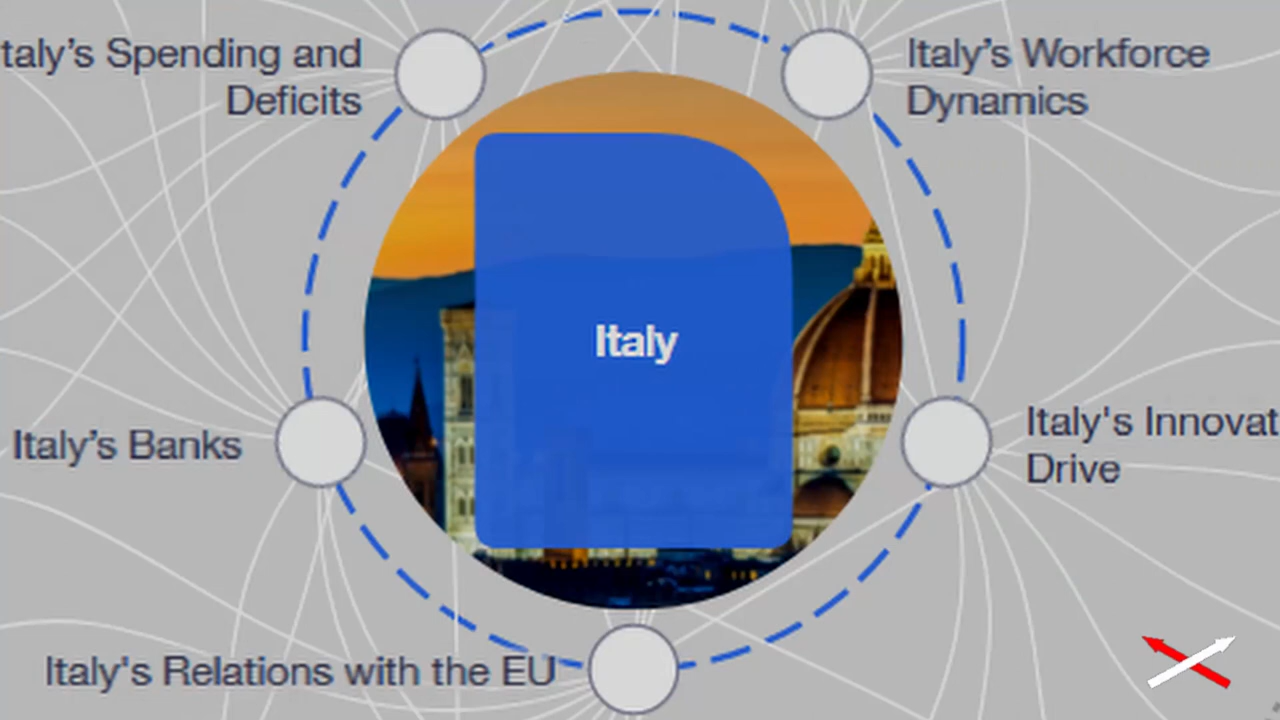 taly’s Spending and
Deficits
Italy’s Workforce
Dynamics
Italy
Italy’s Banks
Italy's Innovat
Drive
Italy's Relations with the EU